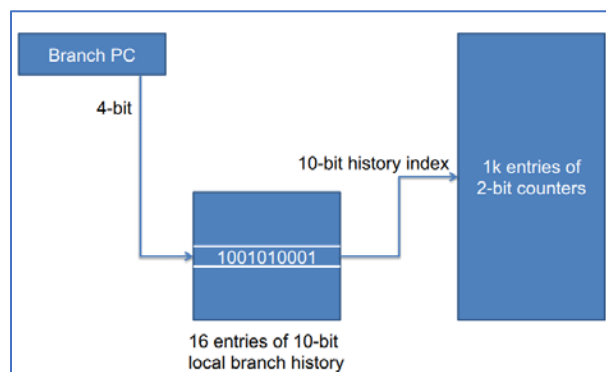 Branch PC
4-bit
10-bit history index
1k entries of
2-bit counters
1001010001
16 entries of 10-bit
local branch history